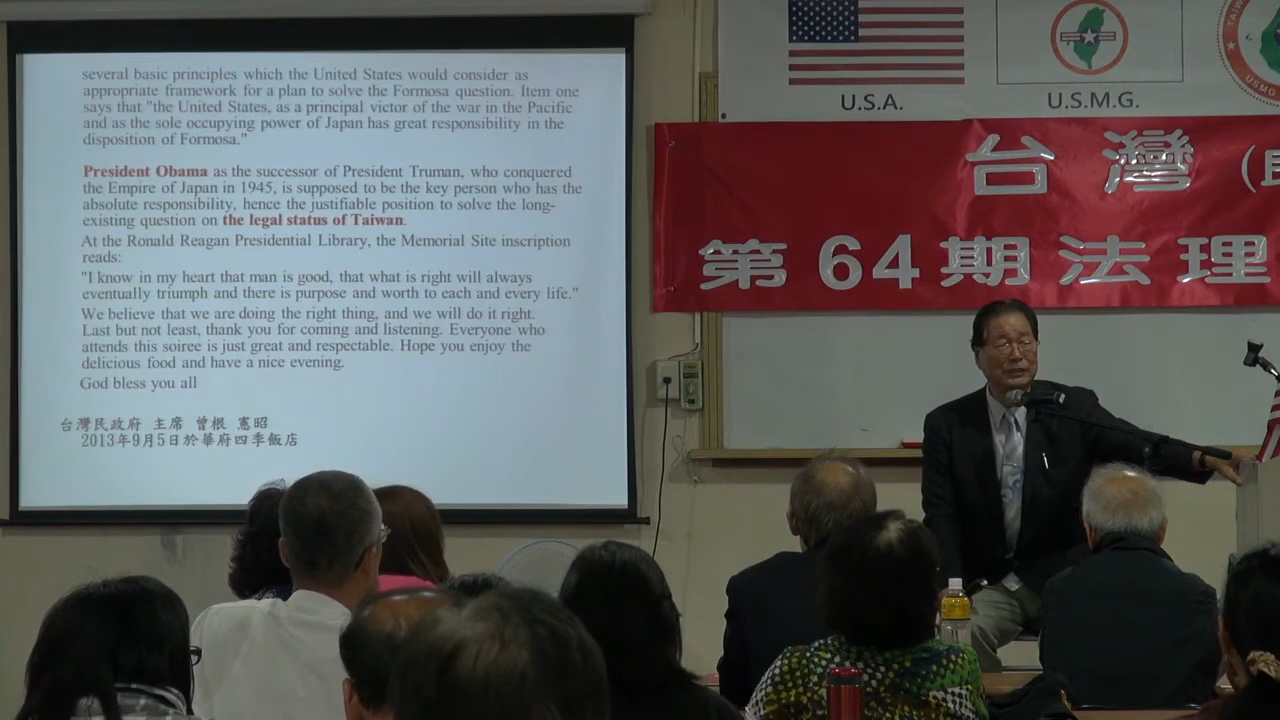 several basic principles which the United States would consider as
appropriate framework for a plan to solve the Formosa question. Item one
says that "the United States, as a principal victor of the war in the Pacific
and as the sole occupying power of Japan has great responsibility in the
disposition of Formosa."
President Obama as the successor of President Truman, who conquered
the Empire of Japan in 1945, is supposed to be the key person who has the
absolute responsibility, hence the justifiable position to solve the long-
existing question on the legal status of Taiwan.
At the Ronald Reagan Presidential Library, the Memorial Site inscription
reads:
"I know in my heart that man is good, that what is right will always
eventually triumph and there is purpose and worth to each and every life."
We believe that we are doing the right thing, and we will do it right.
Last but not least, thank you for coming and listening. Everyone who
attends this soiree is just great and respectable. Hope you enjoy the
delicious food and have a nice evening.
God bless you all
台灣民政府 主席 曾根 憲昭
2013年9月5日於華府四季飯店
U.S.A.
U.S.M.G.
TAIW
USMG
台灣(
第64期法理